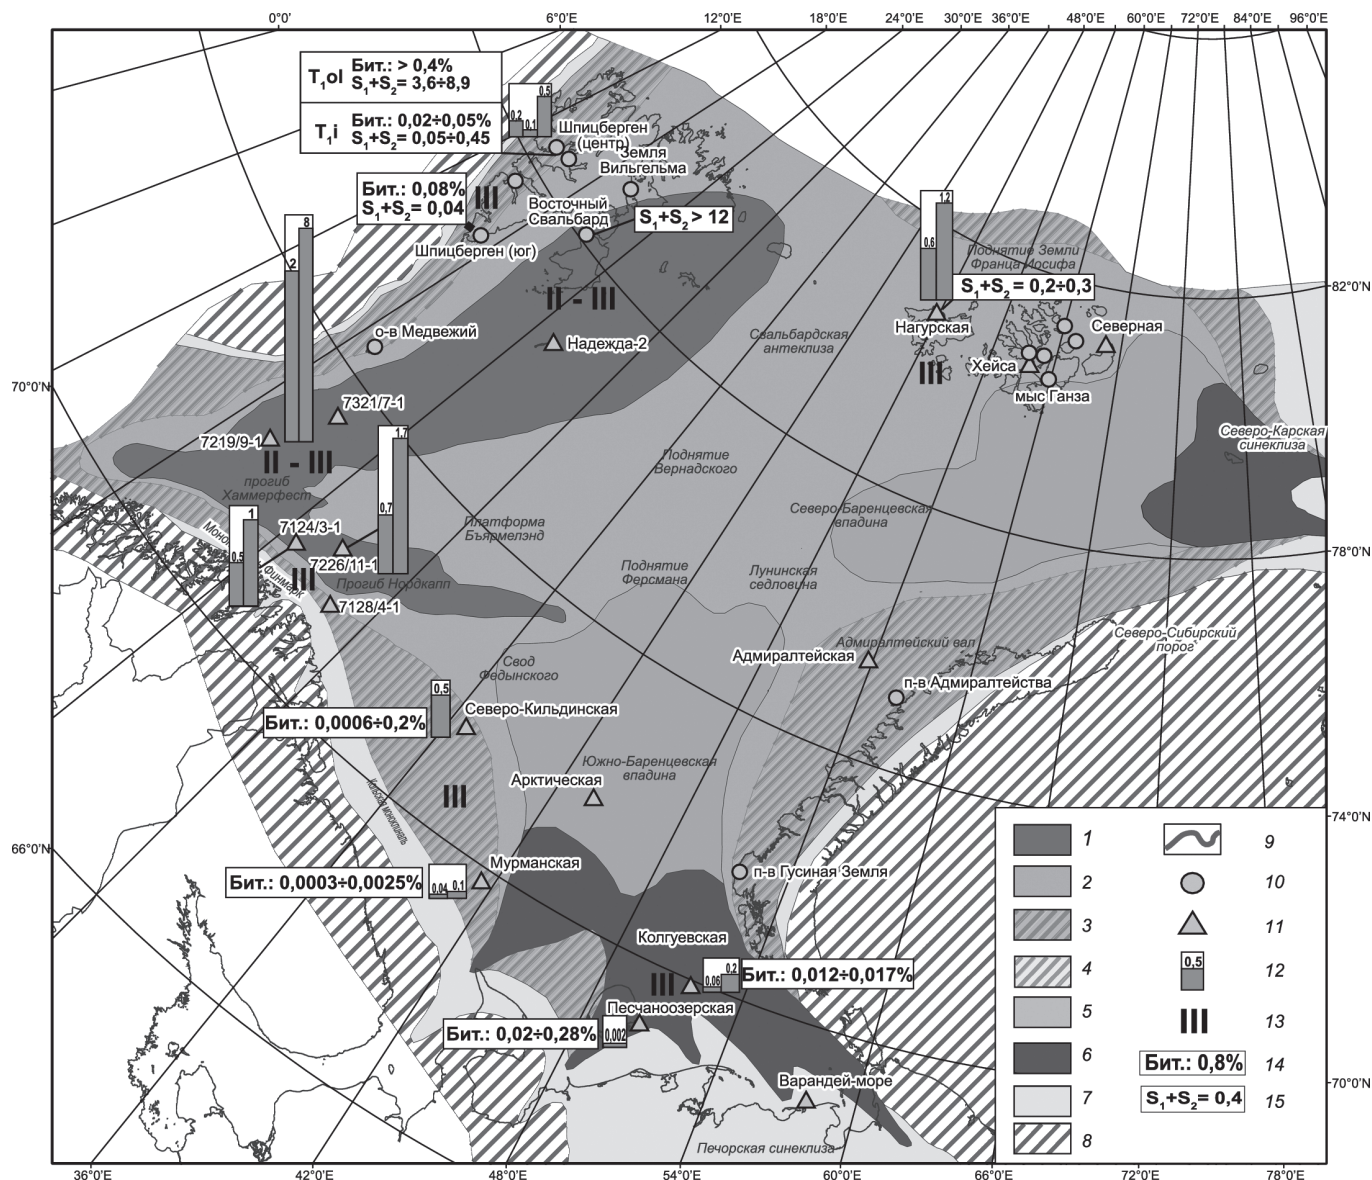 0°0'
6°0'E
12°0'E
18°0'E
24°0'E
30°0'E
36°0'E
42°0'E
48°0'E
60°0'E
72°0'E
84°0'E
96°0'E
T₁ol
Бит.: > 0,4%
S₁+S₂= 3,6÷8,9
T₁i
Бит.: 0,02÷0,05%
S₁+S₂= 0,05÷0,45
0,2
0,1
0,5
Шпицберген
(центр)
Земля
Вильгельма
Бит.: 0,08%
S₁+S₂= 0,04
III
Восточный
Свальбард
S₁+S₂ > 12
Шпицберген (юг)
1,2
0,6
Поднятие Земли
Франца Иосифа
S₁+S₂ = 0,2÷0,3
82°0'N
8
2
II - III
Нагурская
Северная
о-в Медвежий
Надежда-2
Свальбардская
антеклиза
III
Хейса
мыс Ганза
70°0'N
7321/7-1
7219/9-1
II - III
1,7
0,7
Северо-Карская
синеклиза
Поднятие
Вернадского
прогиб
Хаммерфест
1
0,5
7124/3-1
Платформа
Бьярмелэнд
Северо-Баренцевская
впадина
78°0'N
Финмарк
III
7226/11-1
Прогиб Нордкапп
7128/4-1
Поднятие
Ферсмана
Лунинская
седловина
Северо-Сибирский
порог
Адмиралтейский вал
Адмиралтейская
Свод
Федынского
п-в Адмиралтейства
0,5
Бит.: 0,0006÷0,2%
Северо-Кильдинская
Южно-Баренцевская
впадина
Арктическая
III
Кольская моноклиналь
74°0'N
66°0'N
Мурманская
Бит.: 0,0003÷0,0025%
0,04
0,1
п-в Гусиная Земля
Колгуевская
III
0,06
0,2
Бит.: 0,012÷0,017%
Песчаноозерская
Бит.: 0,02÷0,28%
0,002
Варандей-море
Печорская синеклиза
70°0'N
1
2
3
4
5
6
7
8
9
10
11
0,5
12
III
13
Бит.: 0,8%
14
S₁+S₂= 0,4
15
36°0'E
42°0'E
48°0'E
54°0'E
60°0'E
66°0'E
72°0'E
78°0'E